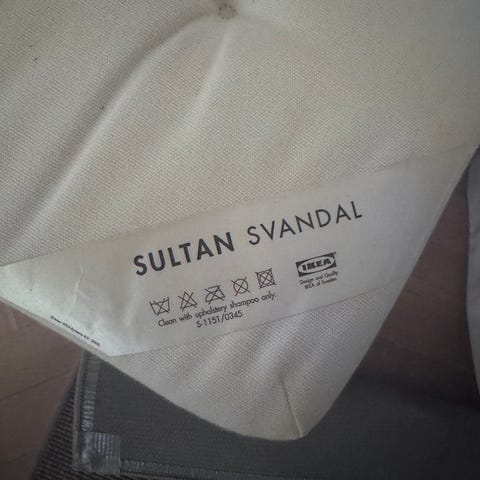 SULTAN SVANDAL
IKEA
Design and Quality
IKEA of Sweden
Clean with upholstery shampoo only.
S-1151/0345